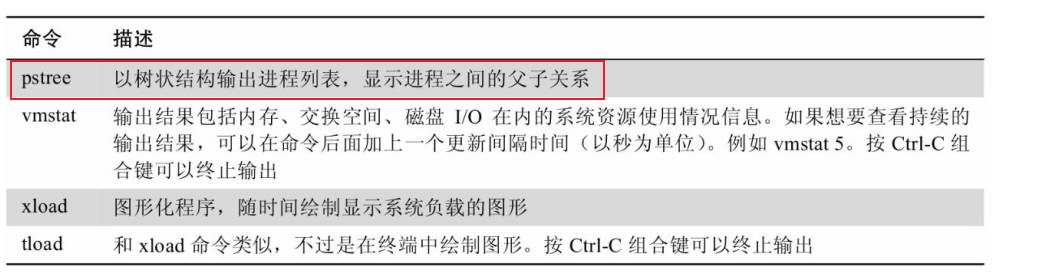 命令 描述
pstree 以树状结构输出进程列表，显示进程之间的父子关系
vmstat 输出结果包括内存、交换空间、磁盘 I/O 在内的系统资源使用情况信息。如果想要查看持续的
输出结果，可以在命令后面加上一个更新间隔时间（以秒为单位）。例如 vmstat 5。按 Ctrl-C 组
合键可以终止输出
xload 图形化程序，随时间绘制显示系统负载的图形
tload 和 xload 命令类似，不过是在终端中绘制图形。按 Ctrl-C 组合键可以终止输出